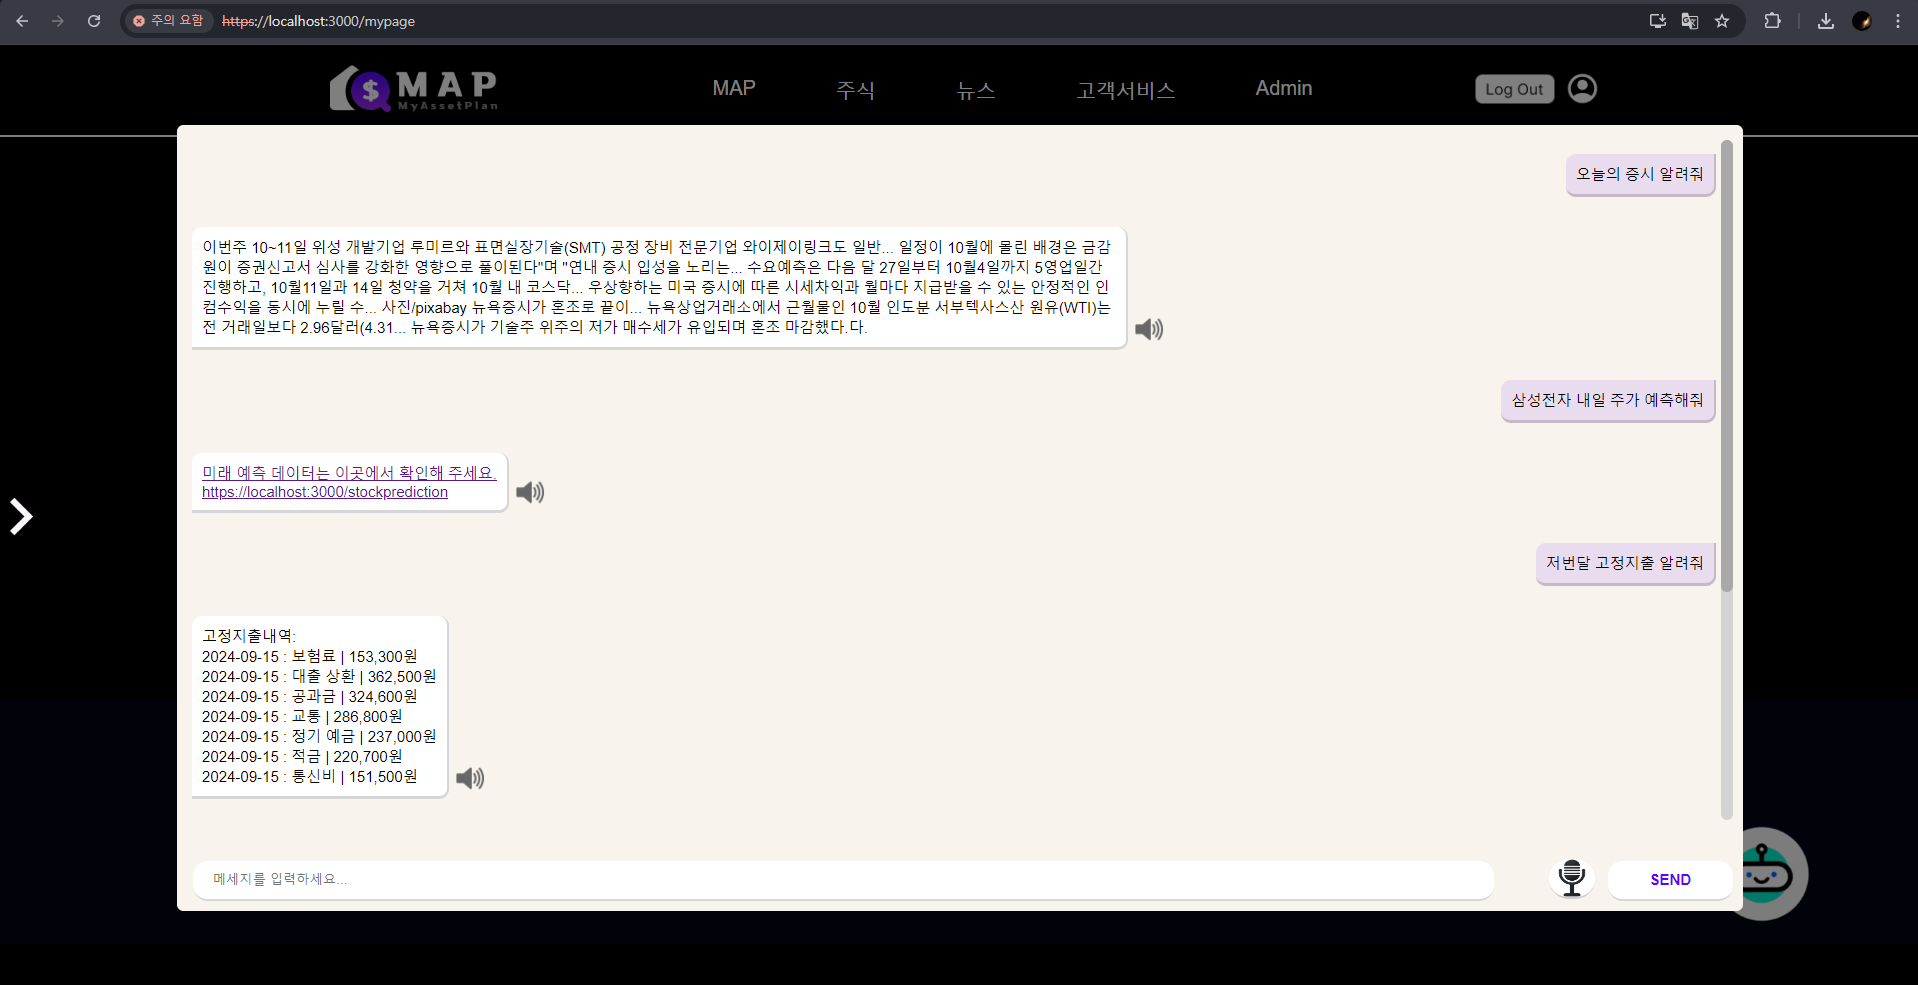 주의 요함 https://localhost:3000/mypage
$ MAP
MyAssetPlan
MAP 주식 뉴스 고객서비스 Admin Log Out
오늘의 증시 알려줘
이번주 10~11일 위성 개발기업 루미르와 표면실장기술(SMT) 공정 장비 전문기업 와이제이링크도 일반... 일정이 10월에 몰린 배경은 금감
원이 증권신고서 심사를 강화한 영향으로 풀이된다"며 "연내 증시 입성을 노리는... 수요예측은 다음 달 27일부터 10월4일까지 5영업일간
진행하고, 10월11일과 14일 청약을 거쳐 10월 내 코스닥... 우상향하는 미국 증시에 따른 시세차익과 월마다 지급받을 수 있는 안정적인 인
컴수익을 동시에 누릴 수... 사진/pixabay 뉴욕증시가 혼조로 끝이... 뉴욕상업거래소에서 근월물인 10월 인도분 서부텍사스산 원유(WTI)는
전 거래일보다 2.96달러(4.31... 뉴욕증시가 기술주 위주의 저가 매수세가 유입되며 혼조 마감했다.다.
삼성전자 내일 주가 예측해줘
미래 예측 데이터는 이곳에서 확인해 주세요.
https://localhost:3000/stockprediction
저번달 고정지출 알려줘
고정지출내역:
2024-09-15 : 보험료 | 153,300원
2024-09-15 : 대출 상환 | 362,500원
2024-09-15 : 공과금 | 324,600원
2024-09-15 : 교통 | 286,800원
2024-09-15 : 정기 예금 | 237,000원
2024-09-15 : 적금 | 220,700원
2024-09-15 : 통신비 | 151,500원
메세지를 입력하세요...
SEND